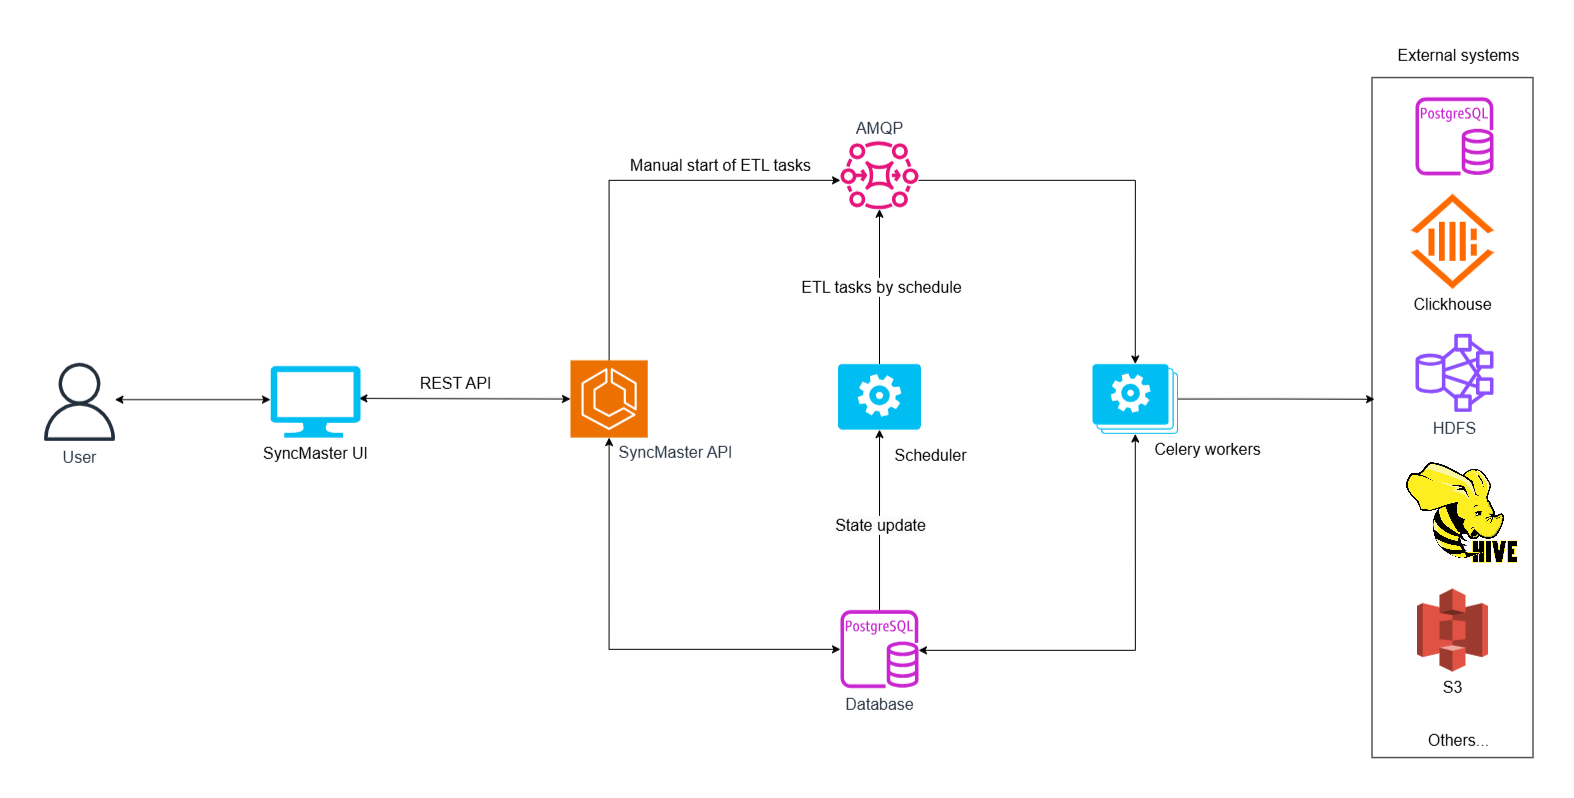 External systems
PostgreSQL
AMQP
Manual start of ETL tasks
ETL tasks by schedule
Clickhouse
REST API
HDFS
User
SyncMaster UI
SyncMaster API
Scheduler
Celery workers
State update
HIVE
PostgreSQL
Database
S3
Others...